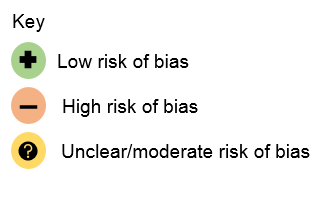 Key
+ Low risk of bias
− High risk of bias
? Unclear/moderate risk of bias